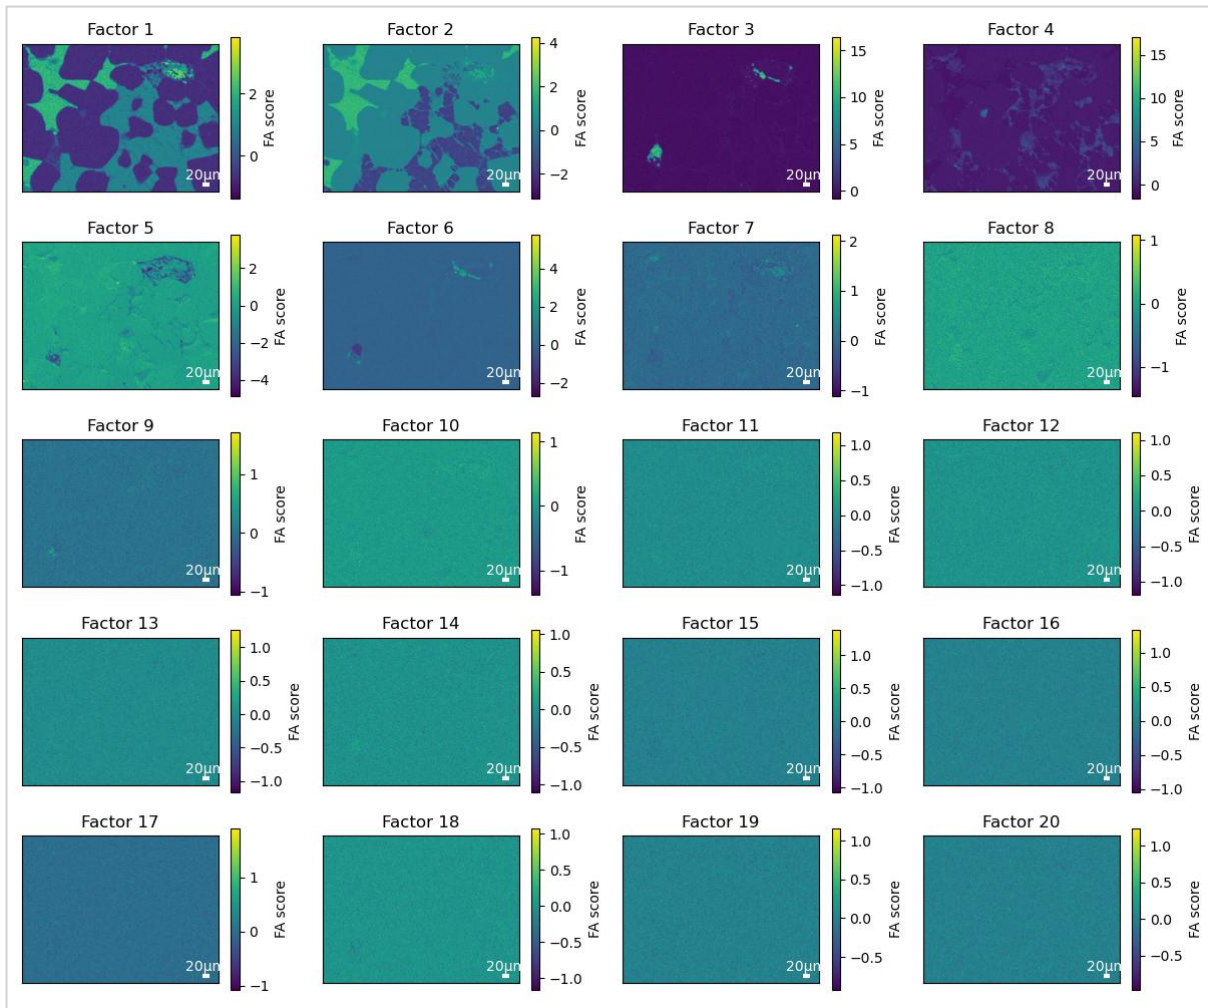 Factor 1
2
0
FA score
20μm
Factor 2
4
2
0
−2
FA score
20μm
Factor 3
15
10
5
0
FA score
20μm
Factor 4
15
10
5
0
FA score
20μm
Factor 5
2
0
−2
−4
FA score
20μm
Factor 6
4
2
0
−2
FA score
20μm
Factor 7
2
1
0
−1
FA score
20μm
Factor 8
1
0
−1
FA score
20μm
Factor 9
1
0
−1
FA score
20μm
Factor 10
1
0
−1
FA score
20μm
Factor 11
1.0
0.5
0.0
−0.5
−1.0
FA score
20μm
Factor 12
1.0
0.5
0.0
−0.5
−1.0
FA score
20μm
Factor 13
1.0
0.5
0.0
−0.5
−1.0
FA score
20μm
Factor 14
1.0
0.5
0.0
−0.5
−1.0
FA score
20μm
Factor 15
1.0
0.5
0.0
−0.5
−1.0
FA score
20μm
Factor 16
1.0
0.5
0.0
−0.5
−1.0
FA score
20μm
Factor 17
1
0
−1
FA score
20μm
Factor 18
1.0
0.5
0.0
−0.5
−1.0
FA score
20μm
Factor 19
1.0
0.5
0.0
−0.5
FA score
20μm
Factor 20
1.0
0.5
0.0
−0.5
FA score
20μm